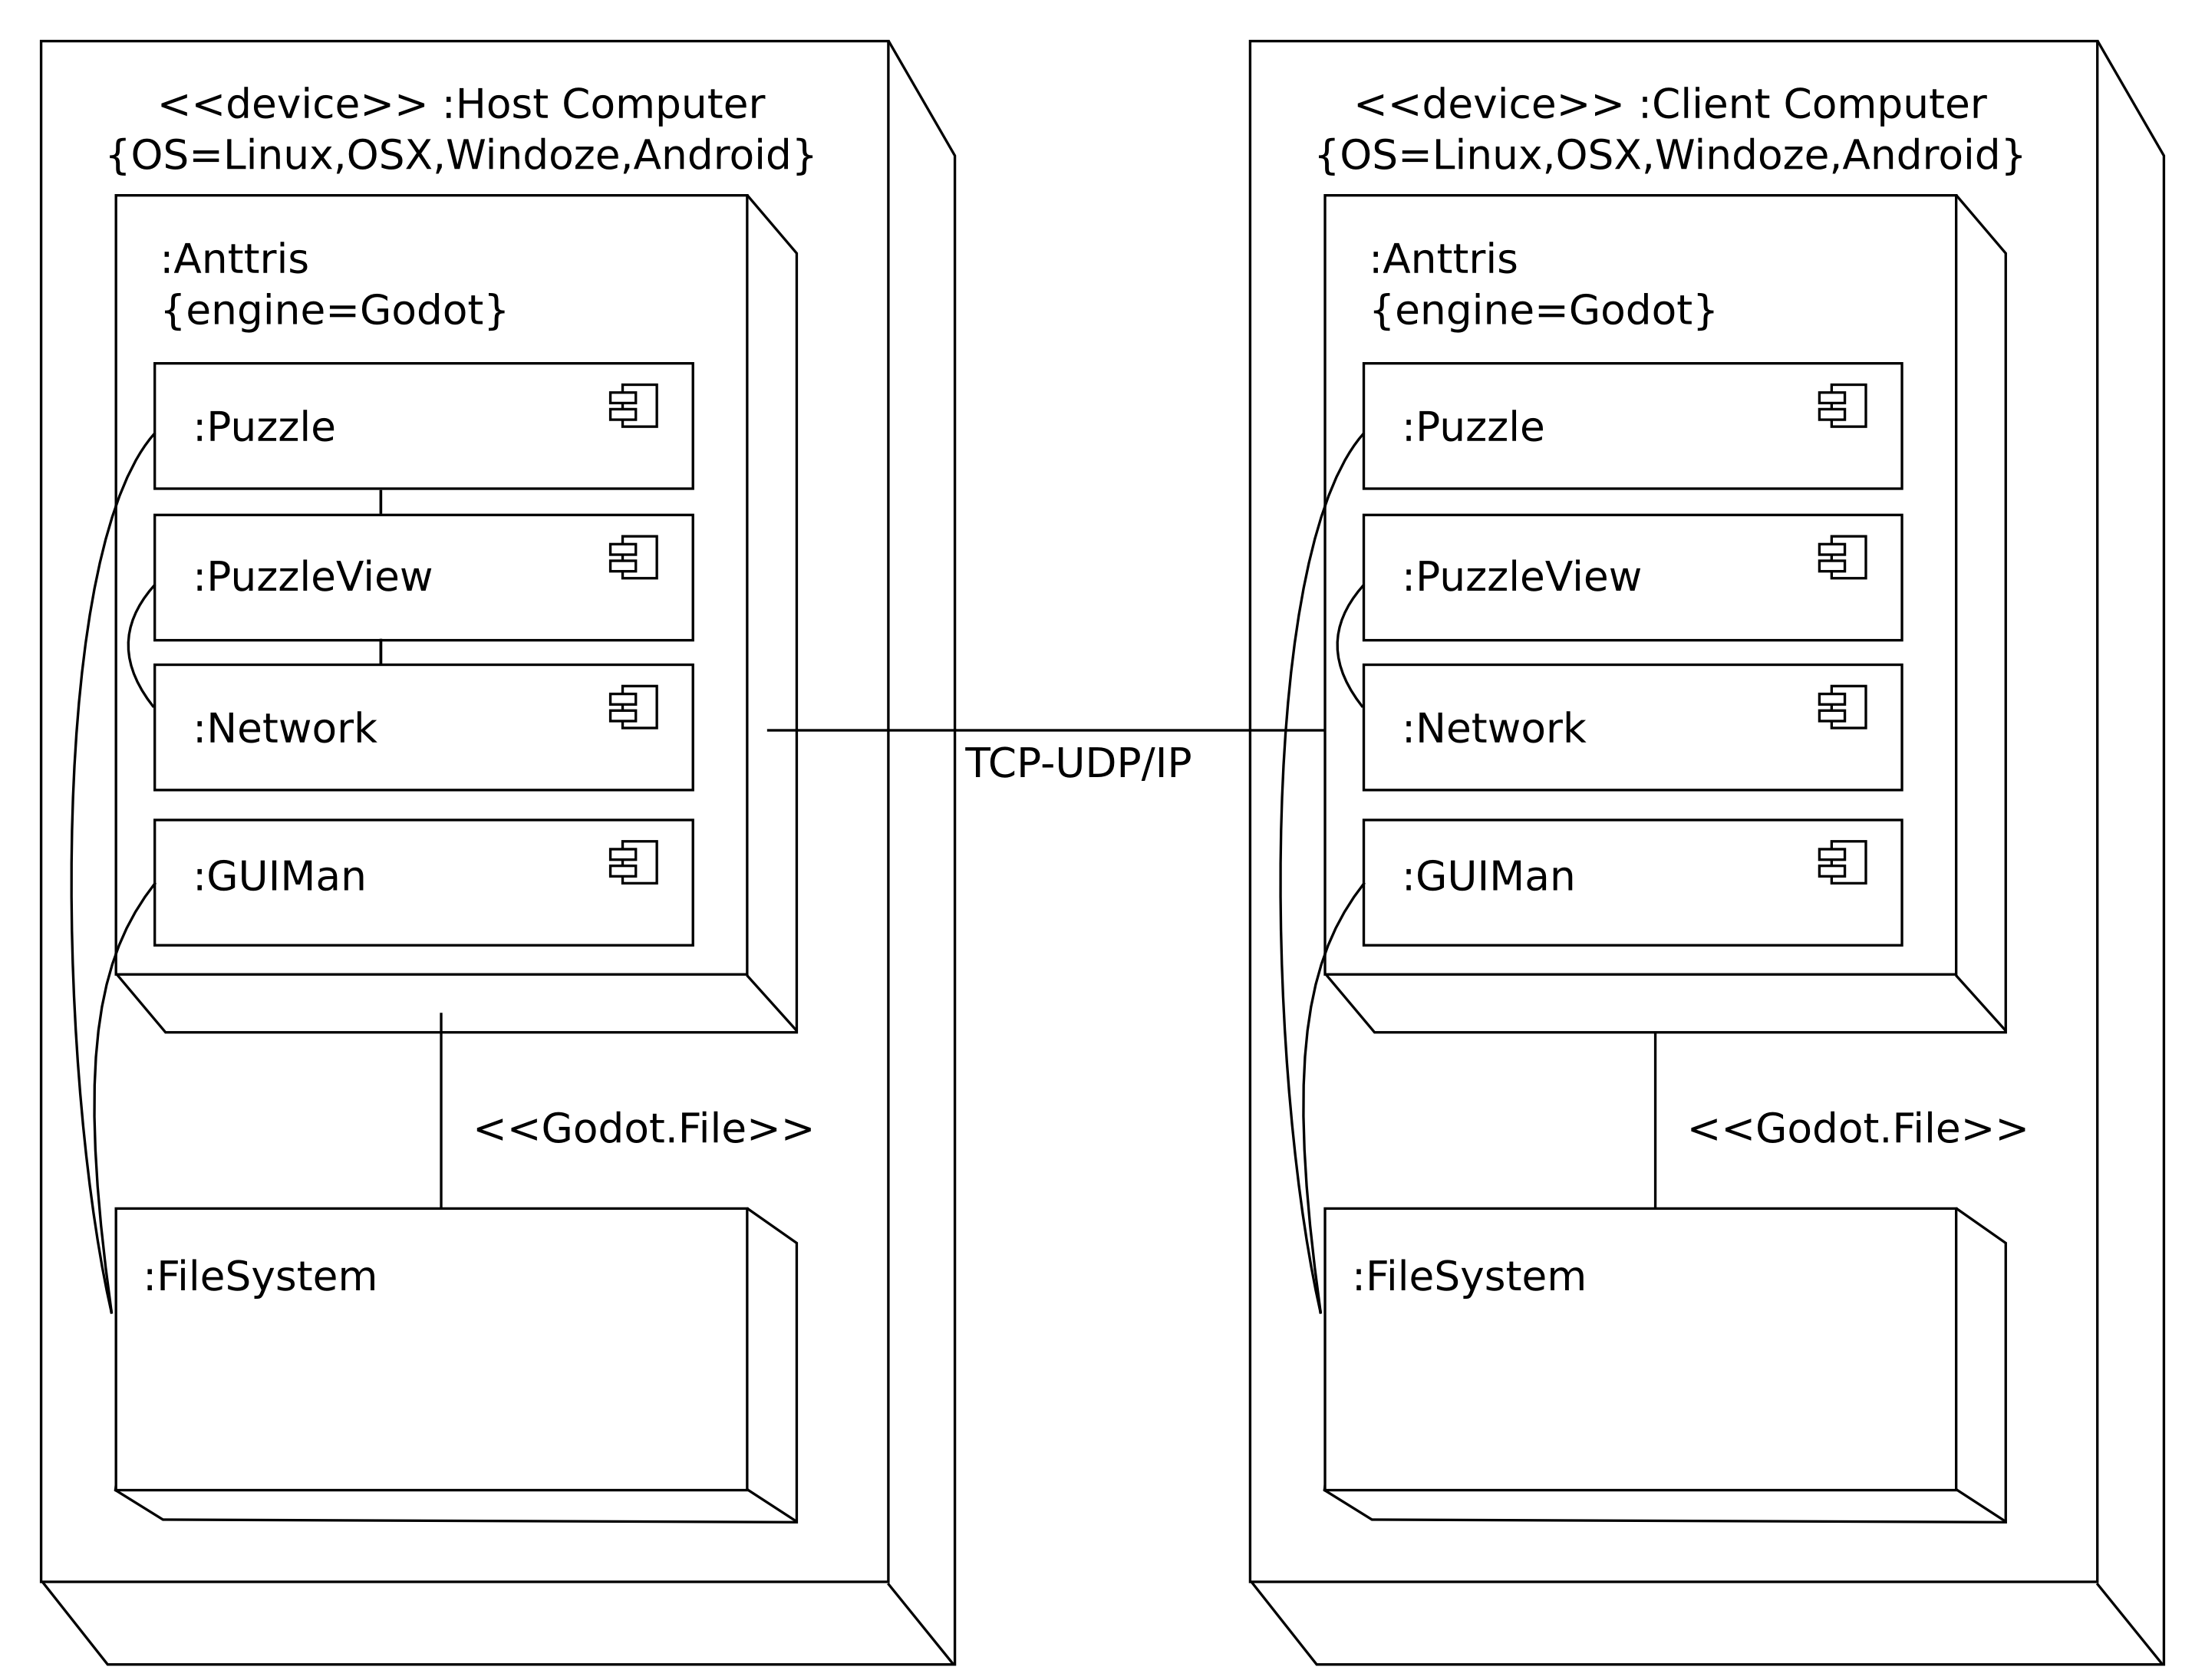 <<device>> :Host Computer
{OS=Linux,OSX,Windoze,Android}
:Anttris
{engine=Godot}
:Puzzle
:PuzzleView
:Network
:GUIMan
<<Godot.File>>
:FileSystem
TCP-UDP/IP
<<device>> :Client Computer
{OS=Linux,OSX,Windoze,Android}
:Anttris
{engine=Godot}
:Puzzle
:PuzzleView
:Network
:GUIMan
<<Godot.File>>
:FileSystem